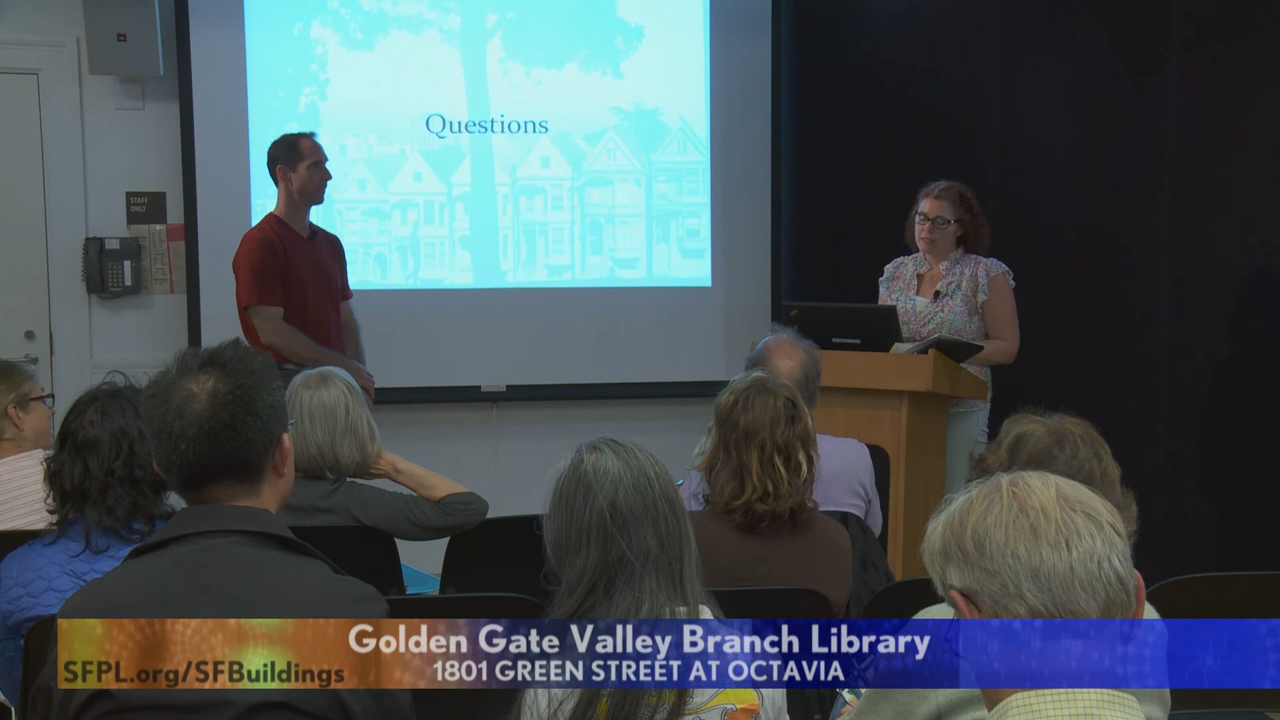 Questions
STAFF
ONLY
Golden Gate Valley Branch Library
1801 GREEN STREET AT OCTAVIA
SFPL.org/SFBuildings